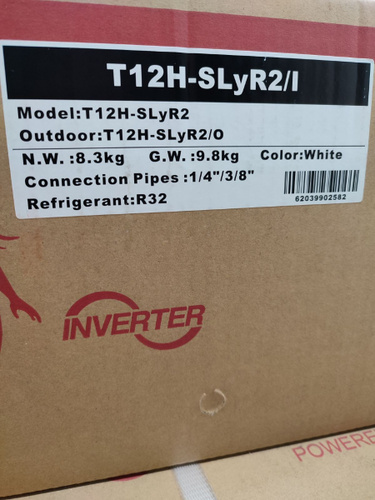 T12H-SLyR2/I
Model:T12H-SLyR2
Outdoor:T12H-SLyR2/O
N.W. :8.3kg G.W. :9.8kg Color:White
Connection Pipes :1/4"/3/8"
Refrigerant:R32
62039902582
INVERTER
POWERE